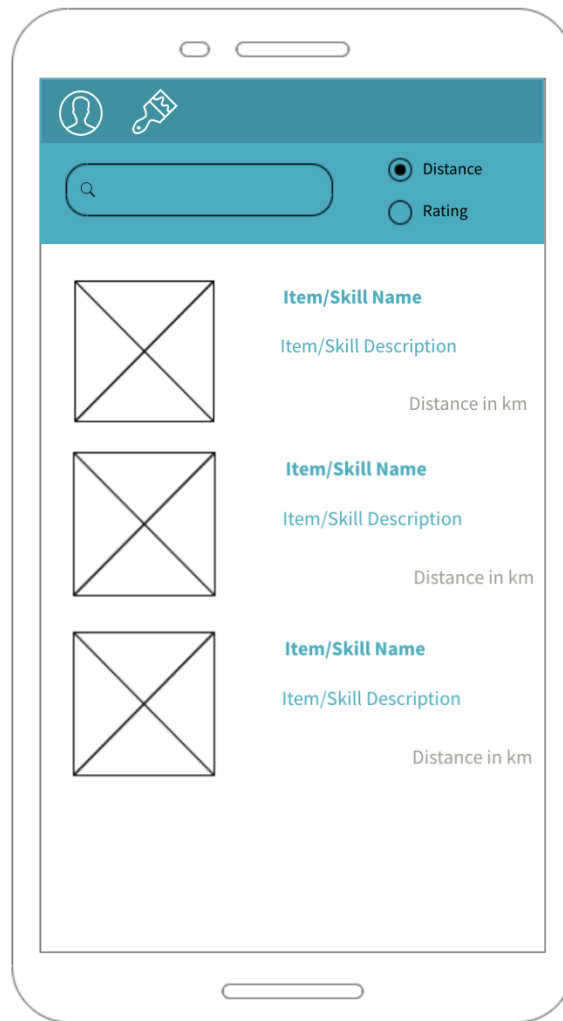 Distance
Rating
Item/Skill Name
Item/Skill Description
Distance in km
Item/Skill Name
Item/Skill Description
Distance in km
Item/Skill Name
Item/Skill Description
Distance in km